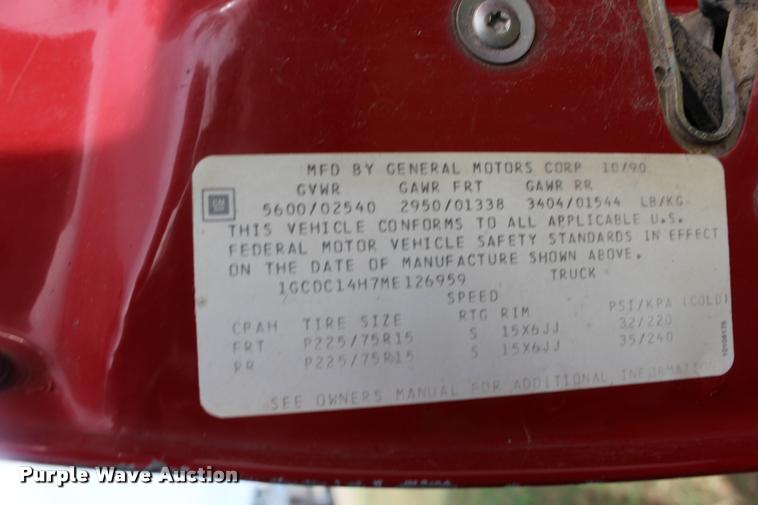 MFD BY GENERAL MOTORS CORP 10/90
GVWR GAWR FRT GAWR RR
GM
5600/02540 2950/01338 3404/01544 LB/KG
THIS VEHICLE CONFORMS TO ALL APPLICABLE U.S.
FEDERAL MOTOR VEHICLE SAFETY STANDARDS IN EFFECT
ON THE DATE OF MANUFACTURE SHOWN ABOVE.
1GCDC14H7ME126959 TRUCK
SPEED
CPAH TIRE SIZE RTG RIM PSI/KPA (COLD)
FRT P225/75R15 S 15X6JJ 32/220
RR P225/75R15 S 15X6JJ 35/240
SEE OWNERS MANUAL FOR ADDITIONAL INFORMATION
Purple Wave Auction